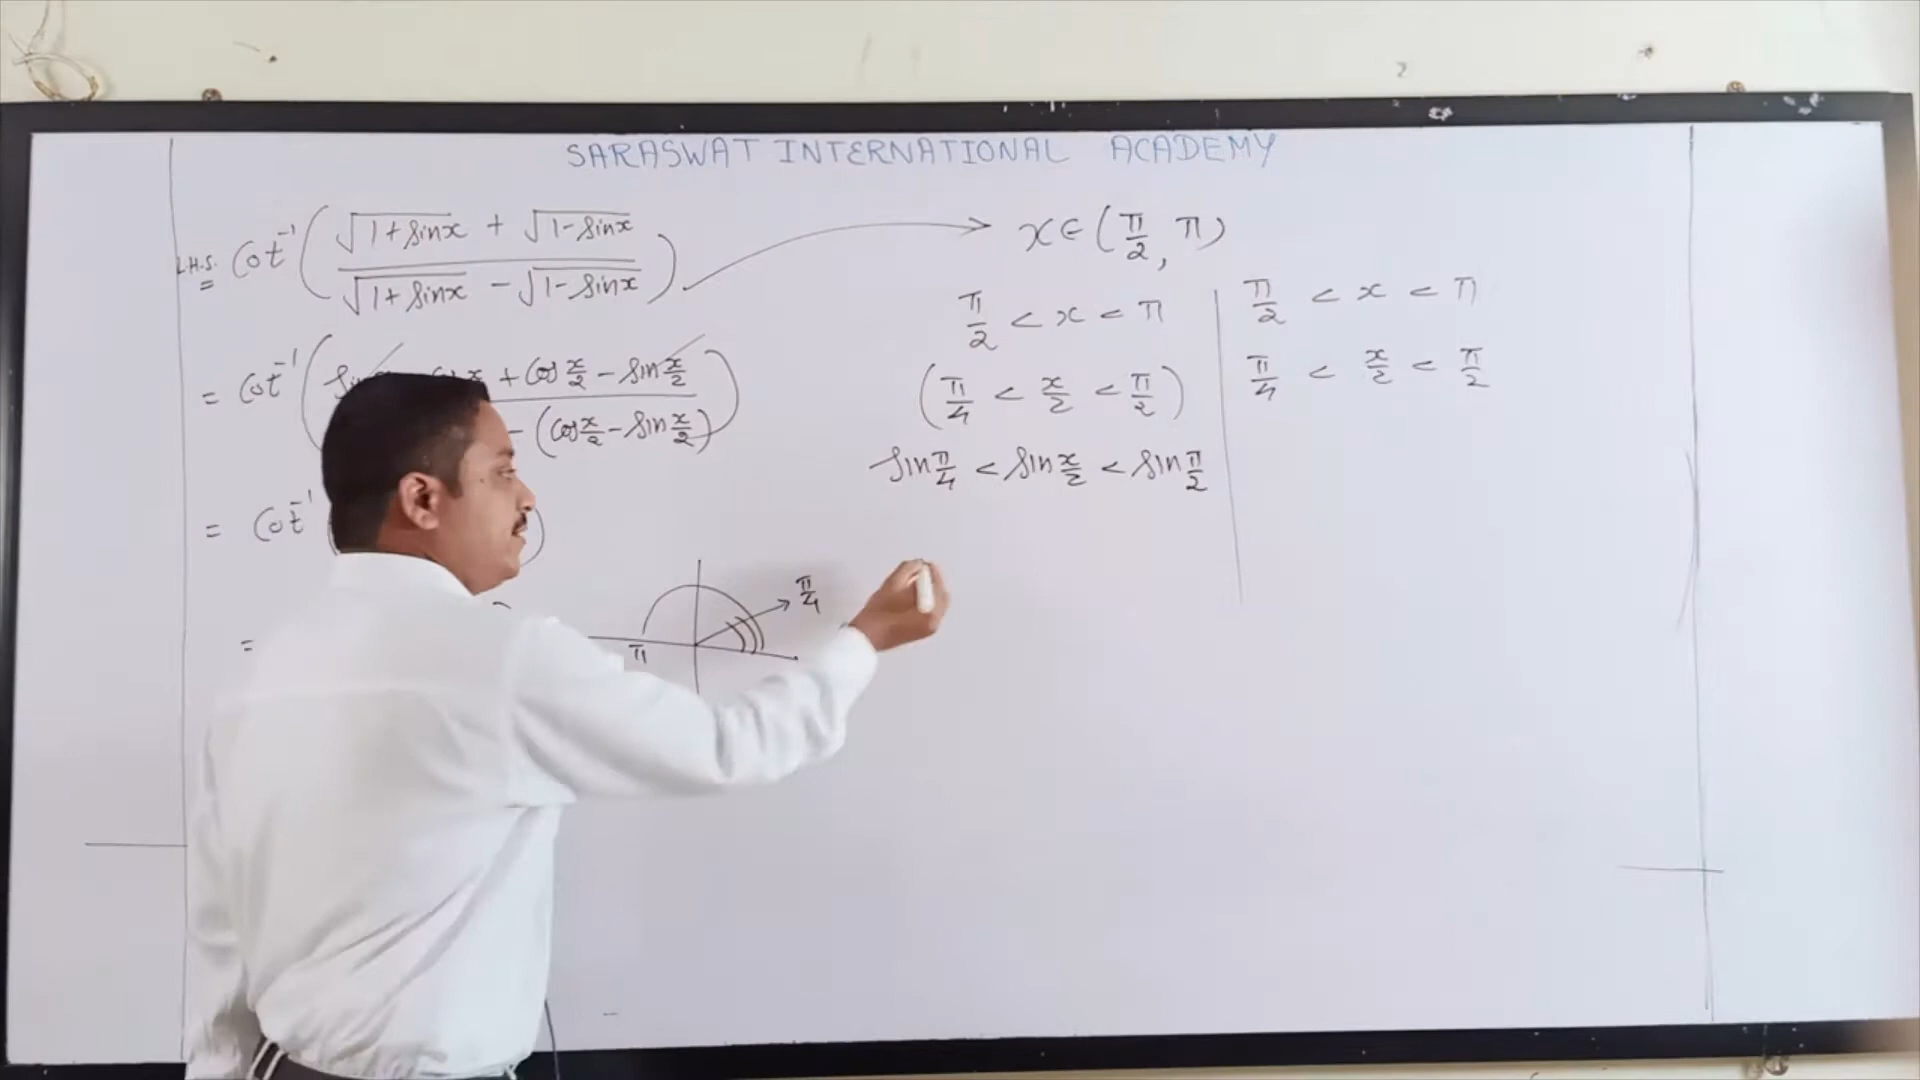 SARASWAT INTERNATIONAL ACADEMY
L.H.S. = Cot⁻¹ ( (√(1+sinx) + √(1-sinx)) / (√(1+sinx) - √(1-sinx)) )
= Cot⁻¹ ( + Cos x/2 - sin x/2
- (Cos x/2 - sin x/2) )
= Cot⁻¹ ( )
=
π/4
π
x∈(π/2, π)
π/2 < x < π
(π/4 < x/2 < π/2)
sin π/4 < sin x/2 < sin π/2
π/2 < x < π
π/4 < x/2 < π/2